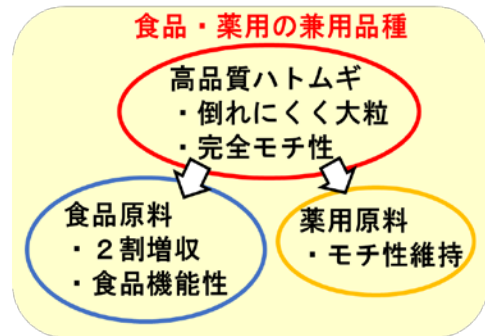 食品・薬用の兼用品種
高品質ハトムギ
・倒れにくく大粒
・完全モチ性
食品原料
・２割増収
・食品機能性
薬用原料
・モチ性維持